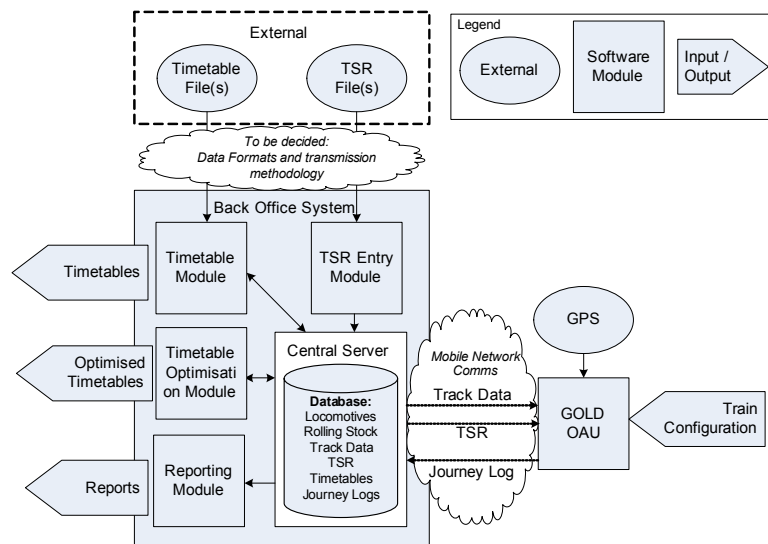 External
Timetable
File(s)
TSR
File(s)
Legend
External
Software
Module
Input /
Output
To be decided:
Data Formats and transmission
methodology
Back Office System
Timetables
Timetable
Module
TSR Entry
Module
Optimised
Timetables
Timetable
Optimisati
on Module
Central Server
Database:
Locomotives
Rolling Stock
Track Data
TSR
Timetables
Journey Logs
Reports
Reporting
Module
Mobile Network
Comms
Track Data
TSR
Journey Log
GPS
GOLD
OAU
Train
Configuration